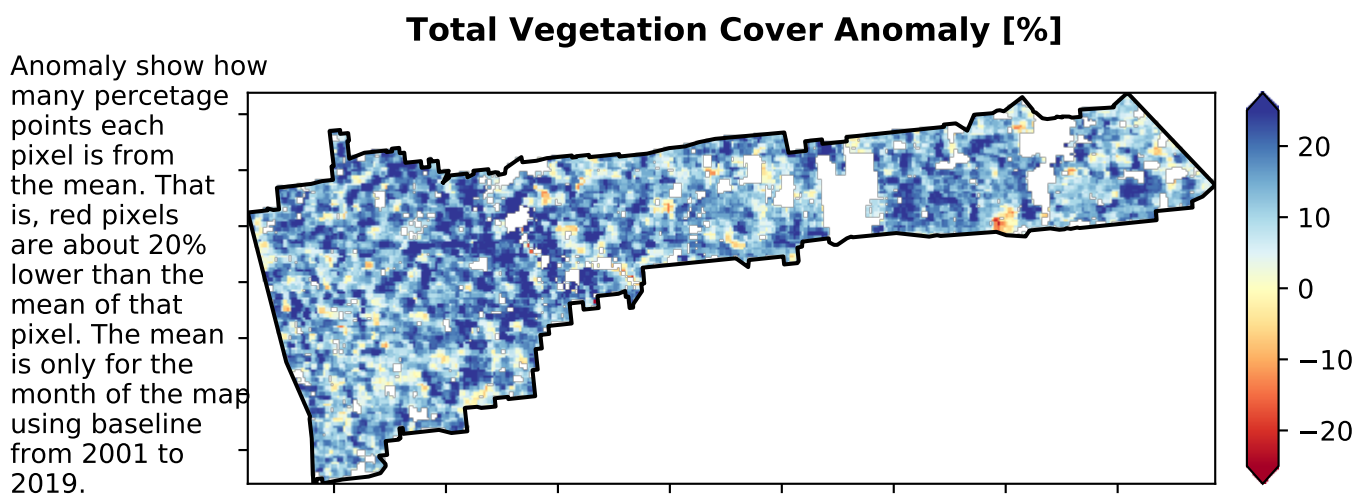 Total Vegetation Cover Anomaly [%]
Anomaly show how
many percetage
points each
pixel is from
the mean. That
is, red pixels
are about 20%
lower than the
mean of that
pixel. The mean
is only for the
month of the map
using baseline
from 2001 to
2019.
20
10
0
−10
−20